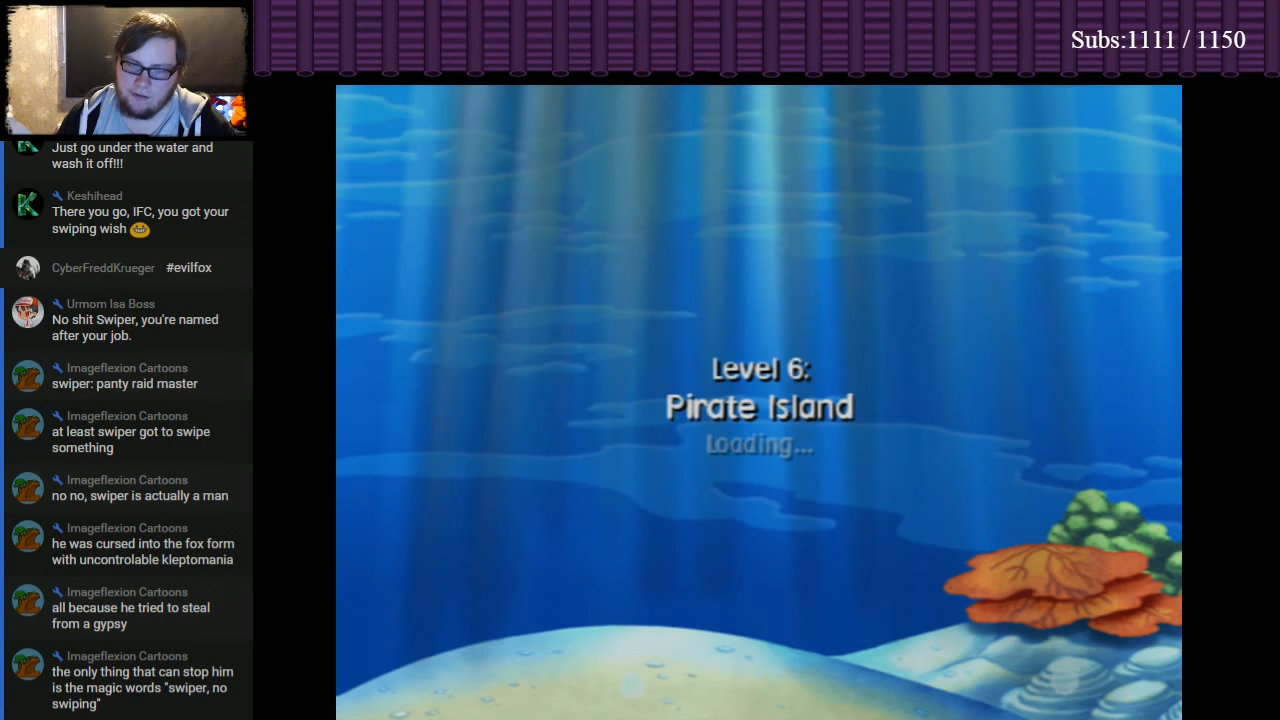 Subs:1111 / 1150
Just go under the water and
wash it off!!!
Keshihead
There you go, IFC, you got your
swiping wish
CyberFreddKrueger #evilfox
Urmom Isa Boss
No shit Swiper, you're named
after your job.
Imageflexion Cartoons
swiper: panty raid master
Imageflexion Cartoons
at least swiper got to swipe
something
Imageflexion Cartoons
no no, swiper is actually a man
Imageflexion Cartoons
he was cursed into the fox form
with uncontrolable kleptomania
Imageflexion Cartoons
all because he tried to steal
from a gypsy
Imageflexion Cartoons
the only thing that can stop him
is the magic words "swiper, no
swiping"
Level 6:
Pirate Island
Loading...